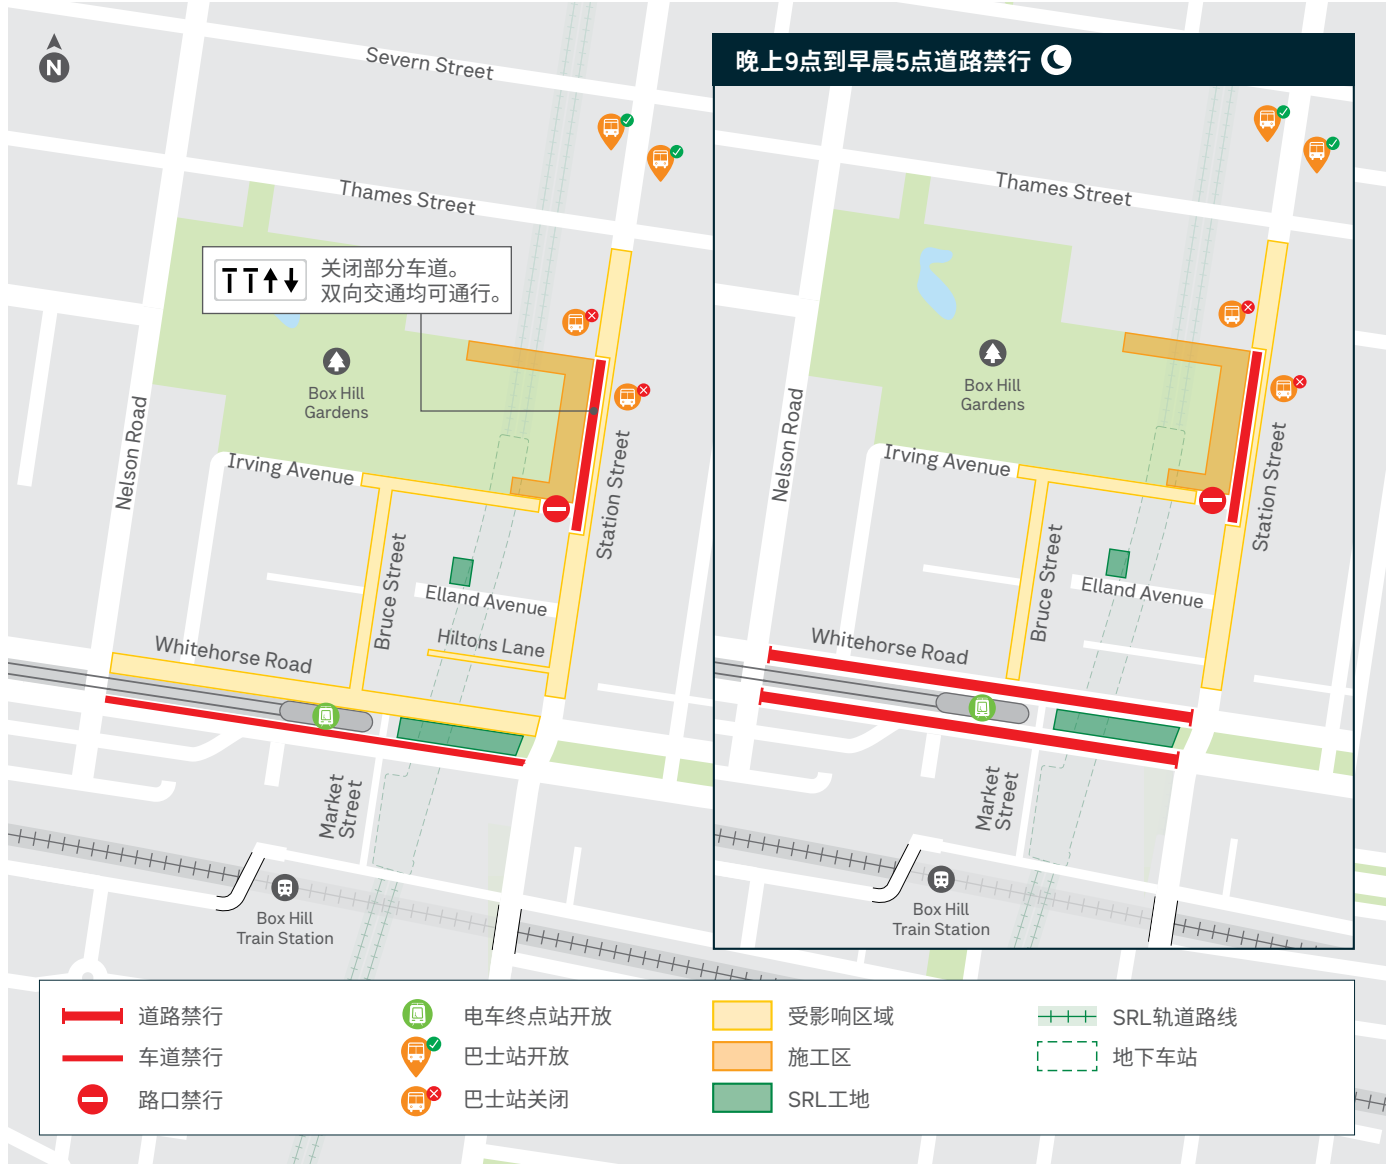 N
Severn Street
Thames Street
关闭部分车道。
双向交通均可通行。
Box Hill
Gardens
Nelson Road
Irving Avenue
Station Street
Bruce Street
Elland Avenue
Hiltons Lane
Whitehorse Road
Market
Street
Box Hill
Train Station
晚上9点到早晨5点道路禁行
Thames Street
Box Hill
Gardens
Nelson Road
Irving Avenue
Station Street
Bruce Street
Elland Avenue
Whitehorse Road
Market
Street
Box Hill
Train Station
道路禁行
车道禁行
路口禁行
电车终点站开放
巴士站开放
巴士站关闭
受影响区域
施工区
SRL工地
SRL轨道路线
地下车站